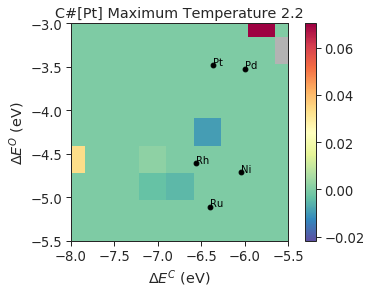 C#[Pt] Maximum Temperature 2.2
−3.0
−3.5
−4.0
−4.5
−5.0
−5.5
ΔE^O (eV)
Pt
Pd
Rh
Ni
Ru
−8.0 −7.5 −7.0 −6.5 −6.0 −5.5
ΔE^C (eV)
0.06
0.04
0.02
0.00
−0.02